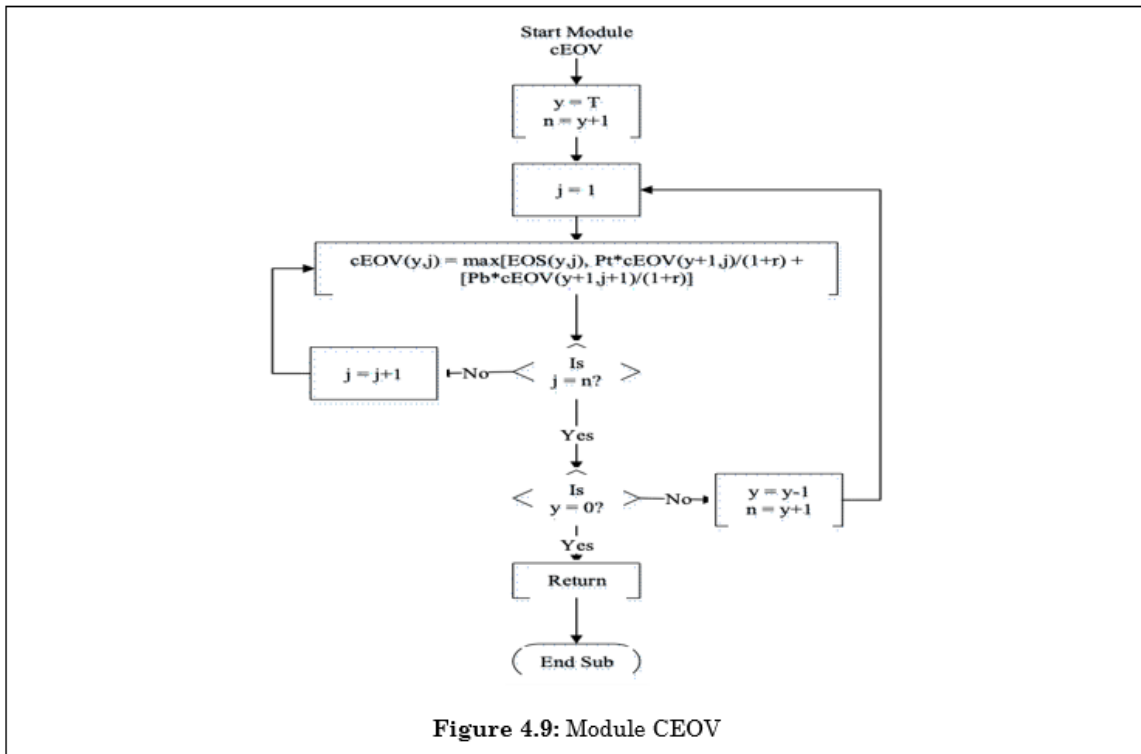 Start Module
cEOV
y = T
n = y+1
j = 1
cEOV(y,j) = max[EOS(y,j), Pt*cEOV(y+1,j)/(1+r) +
[Pb*cEOV(y+1,j+1)/(1+r)]
Is
j = n?
No
j = j+1
Yes
Is
y = 0?
No
y = y-1
n = y+1
Yes
Return
End Sub
Figure 4.9: Module CEOV